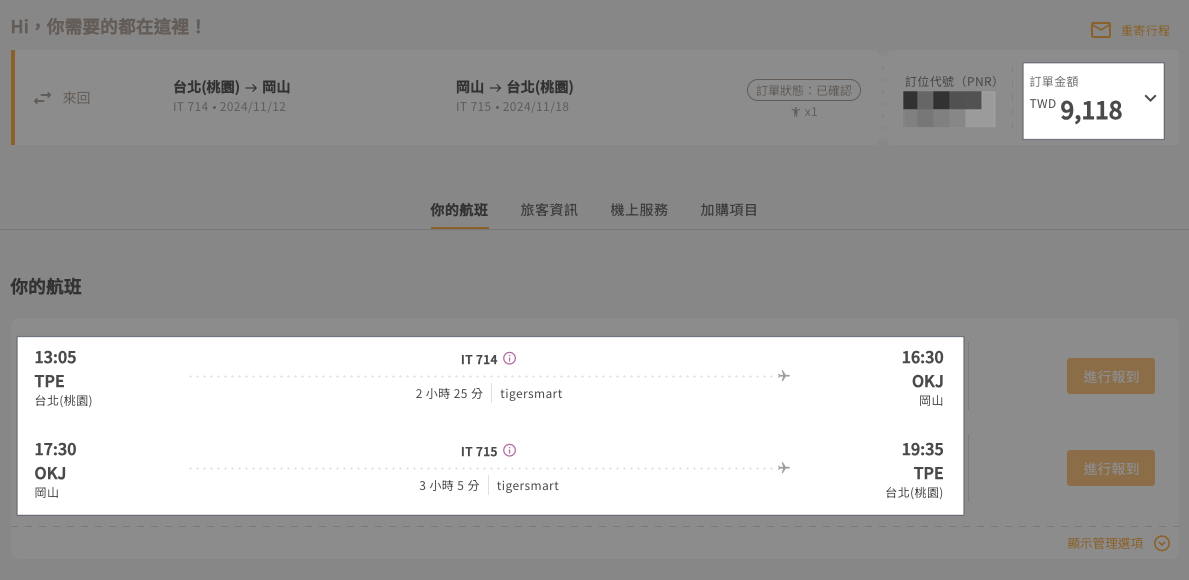 Hi，你需要的都在這裡！
重寄行程
來回
台北(桃園) → 岡山
IT 714 • 2024/11/12
岡山 → 台北(桃園)
IT 715 • 2024/11/18
訂單狀態：已確認
x1
訂位代號（PNR）
訂單金額
TWD 9,118
你的航班
旅客資訊
機上服務
加購項目
你的航班
13:05
TPE
台北(桃園)
IT 714
2 小時 25 分
tigersmart
16:30
OKJ
岡山
進行報到
17:30
OKJ
岡山
IT 715
3 小時 5 分
tigersmart
19:35
TPE
台北(桃園)
進行報到
顯示管理選項